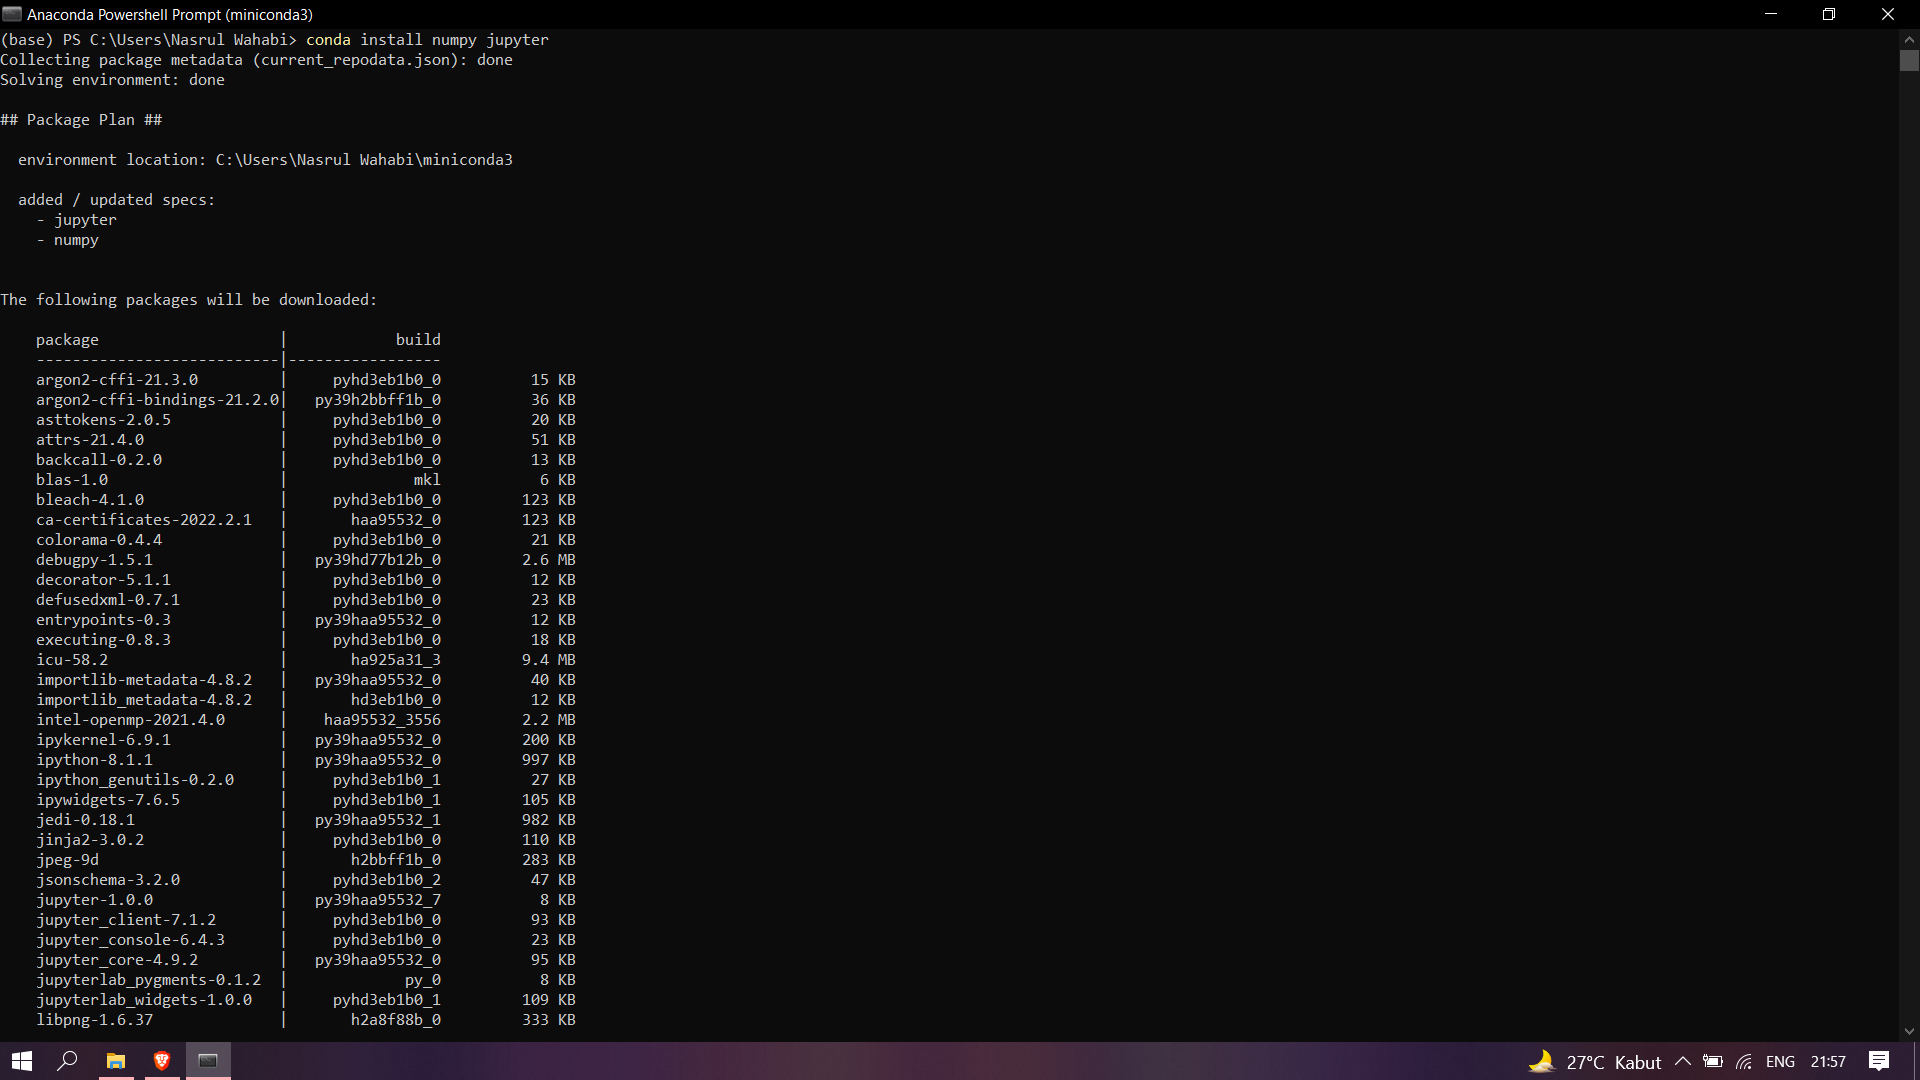 Anaconda Powershell Prompt (miniconda3)
(base) PS C:\Users\Nasrul Wahabi> conda install numpy jupyter
Collecting package metadata (current_repodata.json): done
Solving environment: done
## Package Plan ##
environment location: C:\Users\Nasrul Wahabi\miniconda3
added / updated specs:
- jupyter
- numpy
The following packages will be downloaded:
package | build
---------------------------|-----------------
argon2-cffi-21.3.0 | pyhd3eb1b0_0 15 KB
argon2-cffi-bindings-21.2.0| py39h2bbff1b_0 36 KB
asttokens-2.0.5 | pyhd3eb1b0_0 20 KB
attrs-21.4.0 | pyhd3eb1b0_0 51 KB
backcall-0.2.0 | pyhd3eb1b0_0 13 KB
blas-1.0 | mkl 6 KB
bleach-4.1.0 | pyhd3eb1b0_0 123 KB
ca-certificates-2022.2.1 | haa95532_0 123 KB
colorama-0.4.4 | pyhd3eb1b0_0 21 KB
debugpy-1.5.1 | py39hd77b12b_0 2.6 MB
decorator-5.1.1 | pyhd3eb1b0_0 12 KB
defusedxml-0.7.1 | pyhd3eb1b0_0 23 KB
entrypoints-0.3 | py39haa95532_0 12 KB
executing-0.8.3 | pyhd3eb1b0_0 18 KB
icu-58.2 | ha925a31_3 9.4 MB
importlib-metadata-4.8.2 | py39haa95532_0 40 KB
importlib_metadata-4.8.2 | hd3eb1b0_0 12 KB
intel-openmp-2021.4.0 | haa95532_3556 2.2 MB
ipykernel-6.9.1 | py39haa95532_0 200 KB
ipython-8.1.1 | py39haa95532_0 997 KB
ipython_genutils-0.2.0 | pyhd3eb1b0_1 27 KB
ipywidgets-7.6.5 | pyhd3eb1b0_1 105 KB
jedi-0.18.1 | py39haa95532_1 982 KB
jinja2-3.0.2 | pyhd3eb1b0_0 110 KB
jpeg-9d | h2bbff1b_0 283 KB
jsonschema-3.2.0 | pyhd3eb1b0_2 47 KB
jupyter-1.0.0 | py39haa95532_7 8 KB
jupyter_client-7.1.2 | pyhd3eb1b0_0 93 KB
jupyter_console-6.4.3 | pyhd3eb1b0_0 23 KB
jupyter_core-4.9.2 | py39haa95532_0 95 KB
jupyterlab_pygments-0.1.2 | py_0 8 KB
jupyterlab_widgets-1.0.0 | pyhd3eb1b0_1 109 KB
libpng-1.6.37 | h2a8f88b_0 333 KB
27°C Kabut ENG 21:57